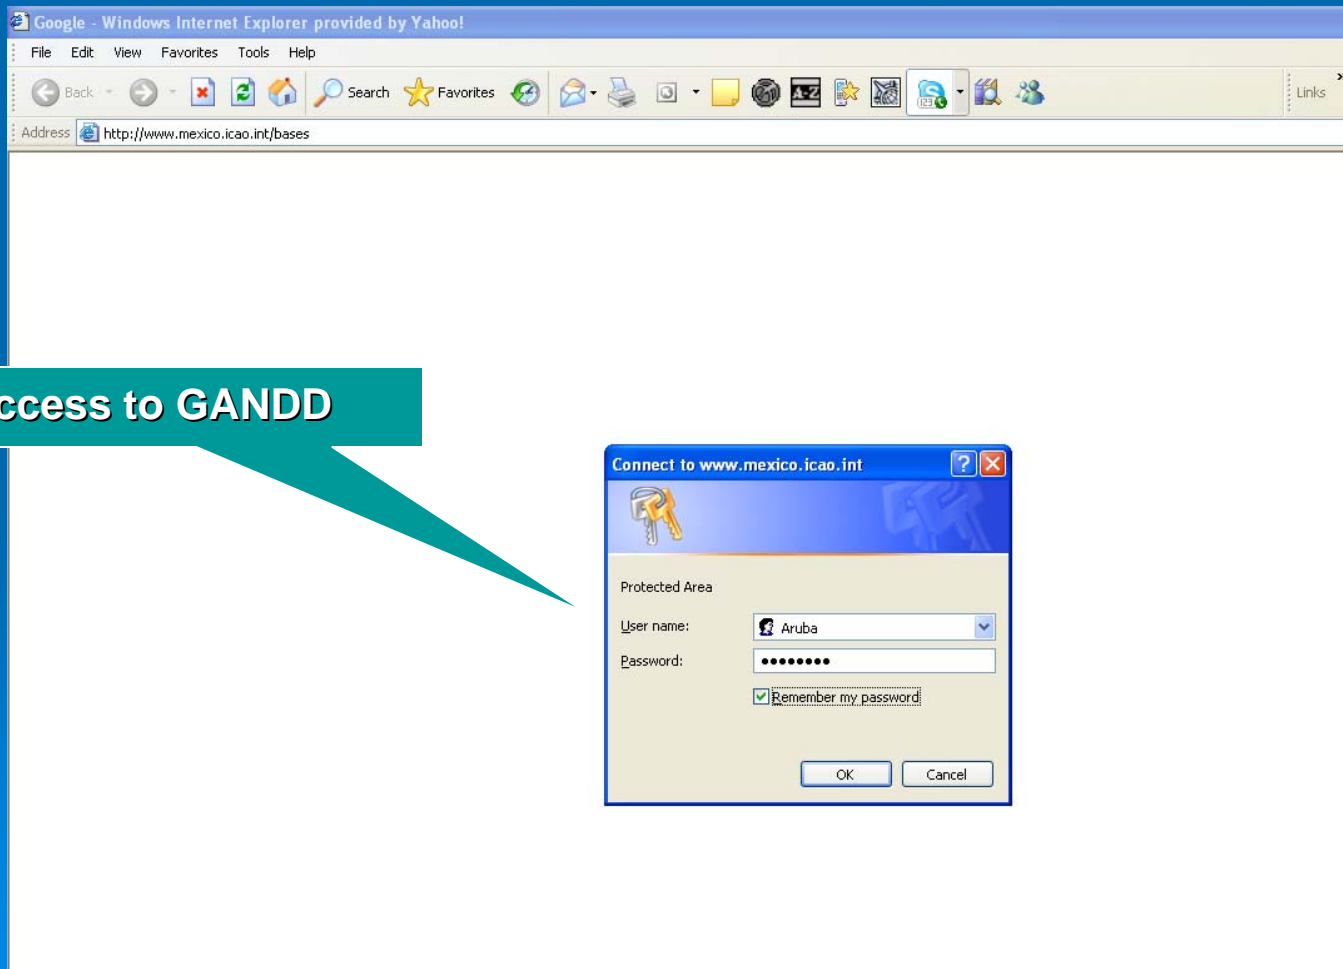 Google - Windows Internet Explorer provided by Yahoo!
File Edit View Favorites Tools Help
Back Search Favorites A-Z 123 Links »
Address http://www.mexico.icao.int/bases
ccess to GANDD
Connect to www.mexico.icao.int
Protected Area
User name: Aruba
Password: ••••••••
Remember my password
OK Cancel